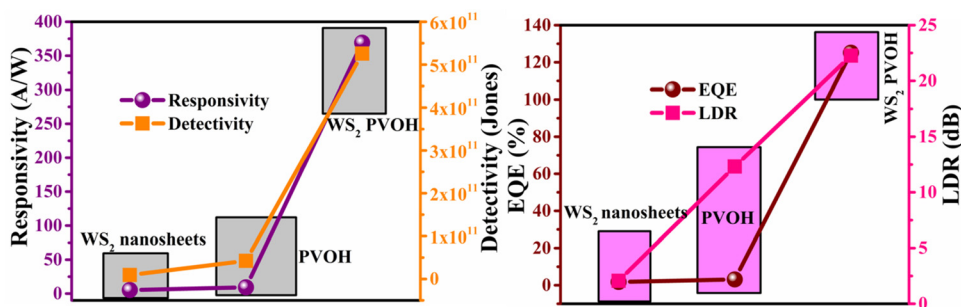 400
350
300
250
200
150
100
50
0
Responsivity (A/W)
Responsivity
Detectivity
WS2 nanosheets
PVOH
WS2 PVOH
6x10^11
5x10^11
4x10^11
3x10^11
2x10^11
1x10^11
0
Detectivity (Jones)
EQE (%)
140
120
100
80
60
40
20
0
EQE
LDR
WS2 nanosheets
PVOH
WS2 PVOH
25
20
15
10
5
0
LDR (dB)